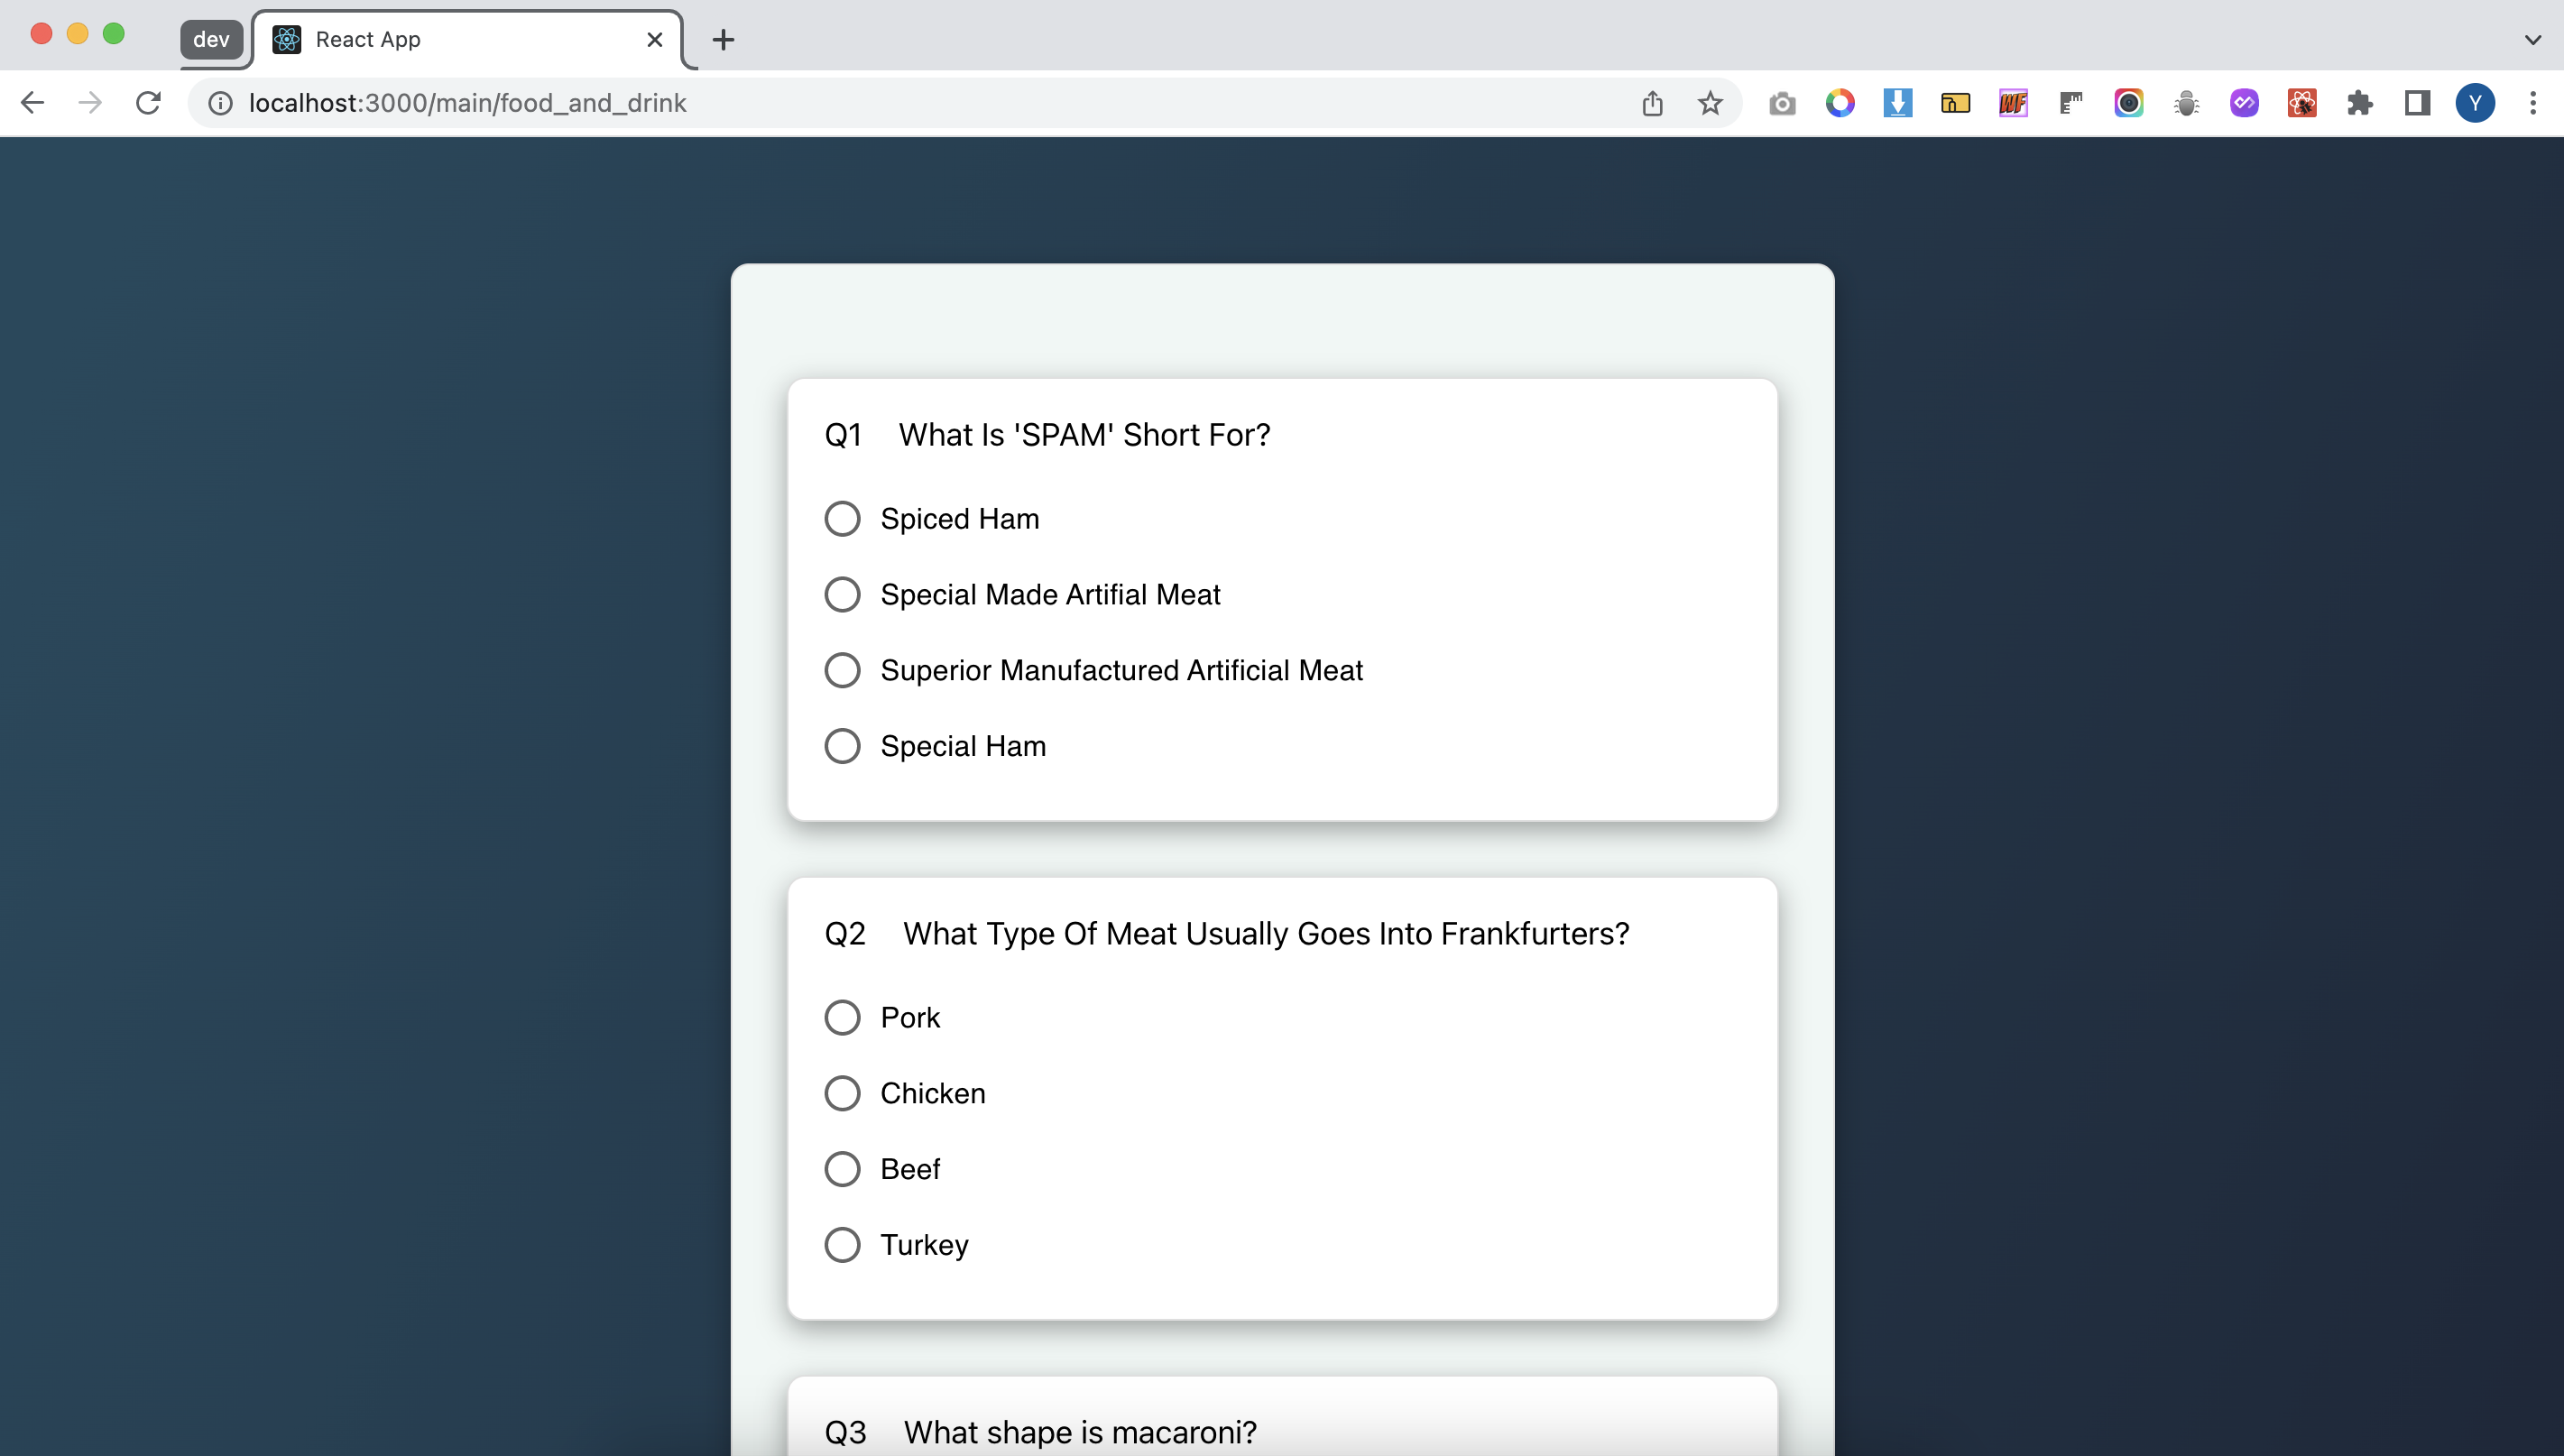 dev
React App
localhost:3000/main/food_and_drink
WF
Y
Q1 What Is 'SPAM' Short For?
Spiced Ham
Special Made Artifial Meat
Superior Manufactured Artificial Meat
Special Ham
Q2 What Type Of Meat Usually Goes Into Frankfurters?
Pork
Chicken
Beef
Turkey
Q3 What shape is macaroni?